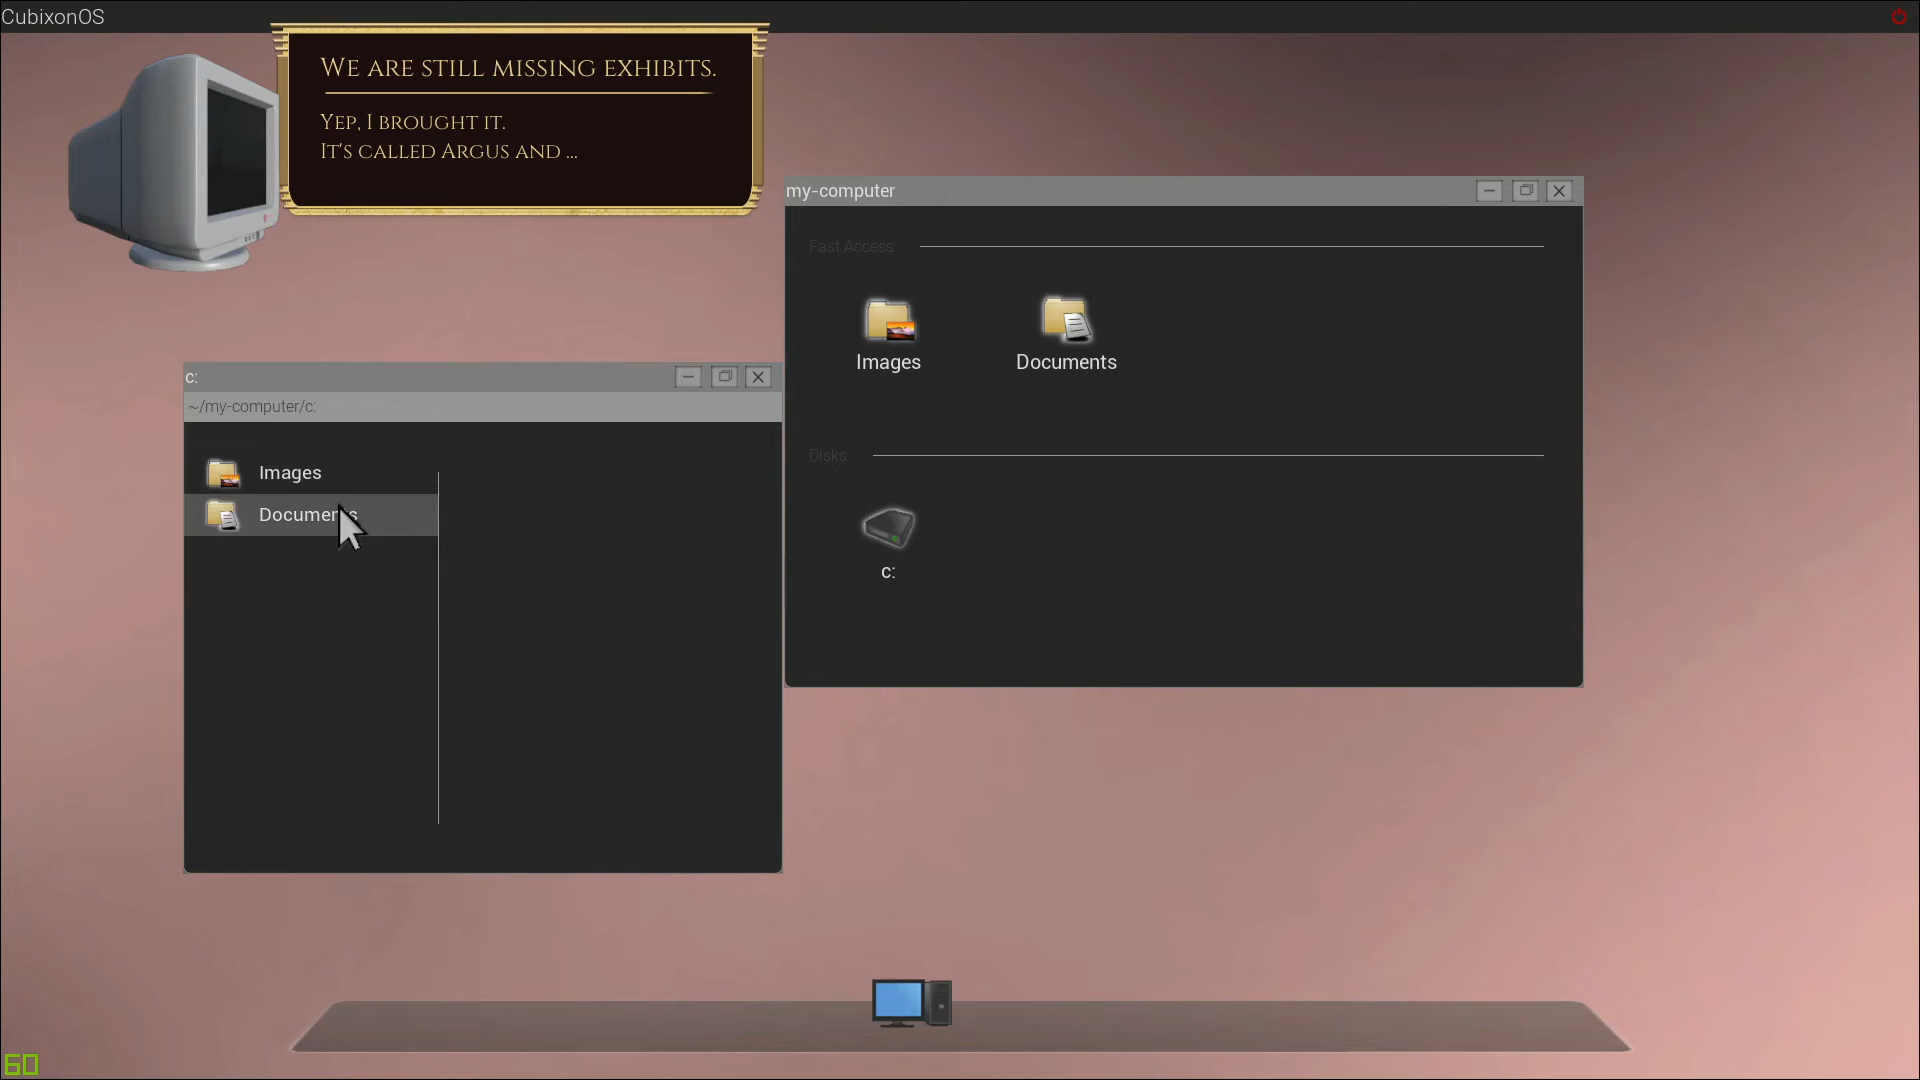 CubixonOS
We are still missing exhibits.
Yep, I brought it.
It's called Argus and ...
my-computer
Fast Access
Images
Documents
Disks
c:
c:
~/my-computer/c:
Images
Documents
60